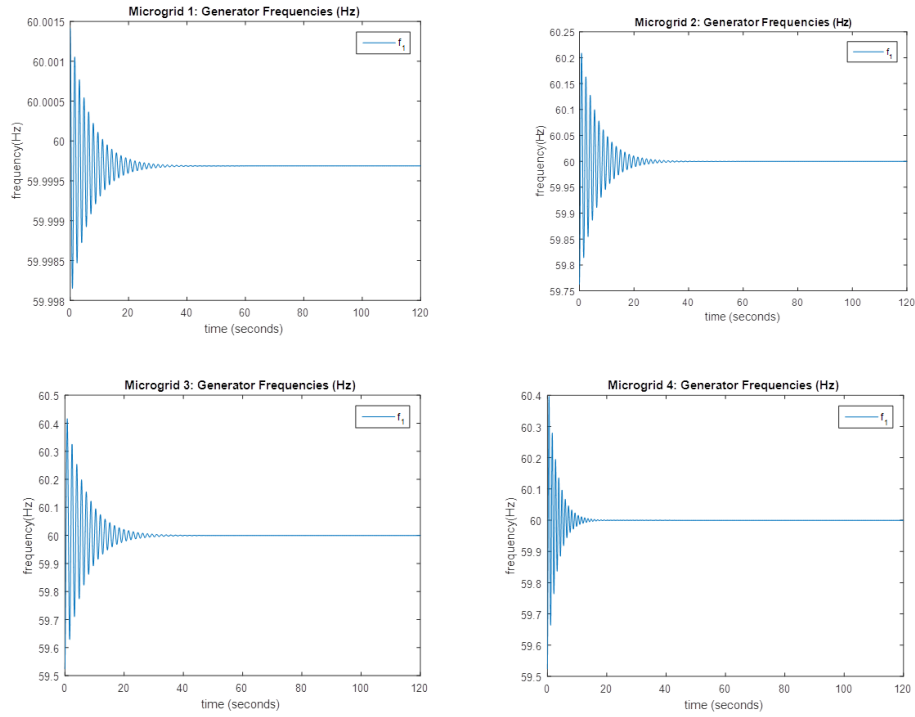 Microgrid 1: Generator Frequencies (Hz)
60.0015
60.001
60.0005
60
59.9995
59.999
59.9985
59.998
frequency(Hz)
f1
0 20 40 60 80 100 120
time (seconds)
Microgrid 2: Generator Frequencies (Hz)
60.25
60.2
60.15
60.1
60.05
60
59.95
59.9
59.85
59.8
59.75
frequency(Hz)
f1
0 20 40 60 80 100 120
time (seconds)
Microgrid 3: Generator Frequencies (Hz)
60.5
60.4
60.3
60.2
60.1
60
59.9
59.8
59.7
59.6
59.5
frequency(Hz)
f1
0 20 40 60 80 100 120
time (seconds)
Microgrid 4: Generator Frequencies (Hz)
60.4
60.3
60.2
60.1
60
59.9
59.8
59.7
59.6
59.5
frequency(Hz)
f1
0 20 40 60 80 100 120
time (seconds)